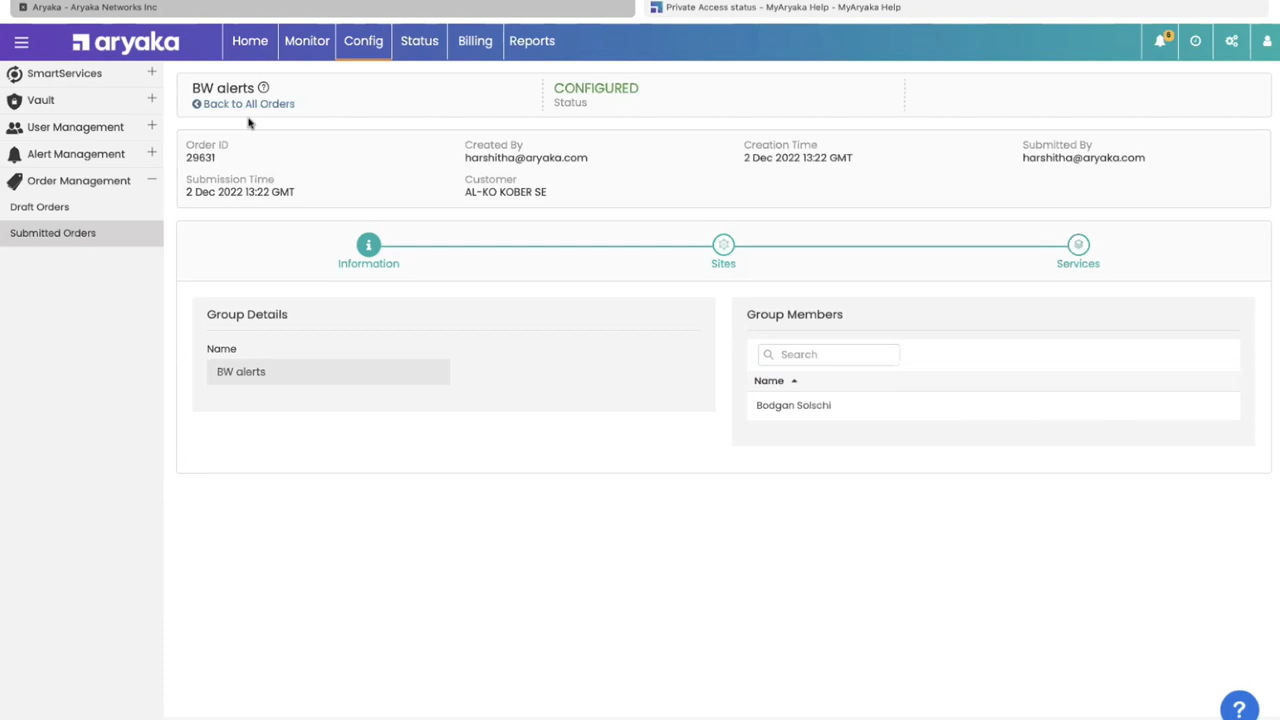 Aryaka - Aryaka Networks Inc
Private Access status - MyAryaka Help - MyAryaka Help
aryaka
Home
Monitor
Config
Status
Billing
Reports
6
SmartServices
Vault
User Management
Alert Management
Order Management
Draft Orders
Submitted Orders
BW alerts
Back to All Orders
CONFIGURED
Status
Order ID
29631
Created By
harshitha@aryaka.com
Creation Time
2 Dec 2022 13:22 GMT
Submitted By
harshitha@aryaka.com
Submission Time
2 Dec 2022 13:22 GMT
Customer
AL-KO KOBER SE
Information
Sites
Services
Group Details
Name
BW alerts
Group Members
Search
Name
Bodgan Solschi
?